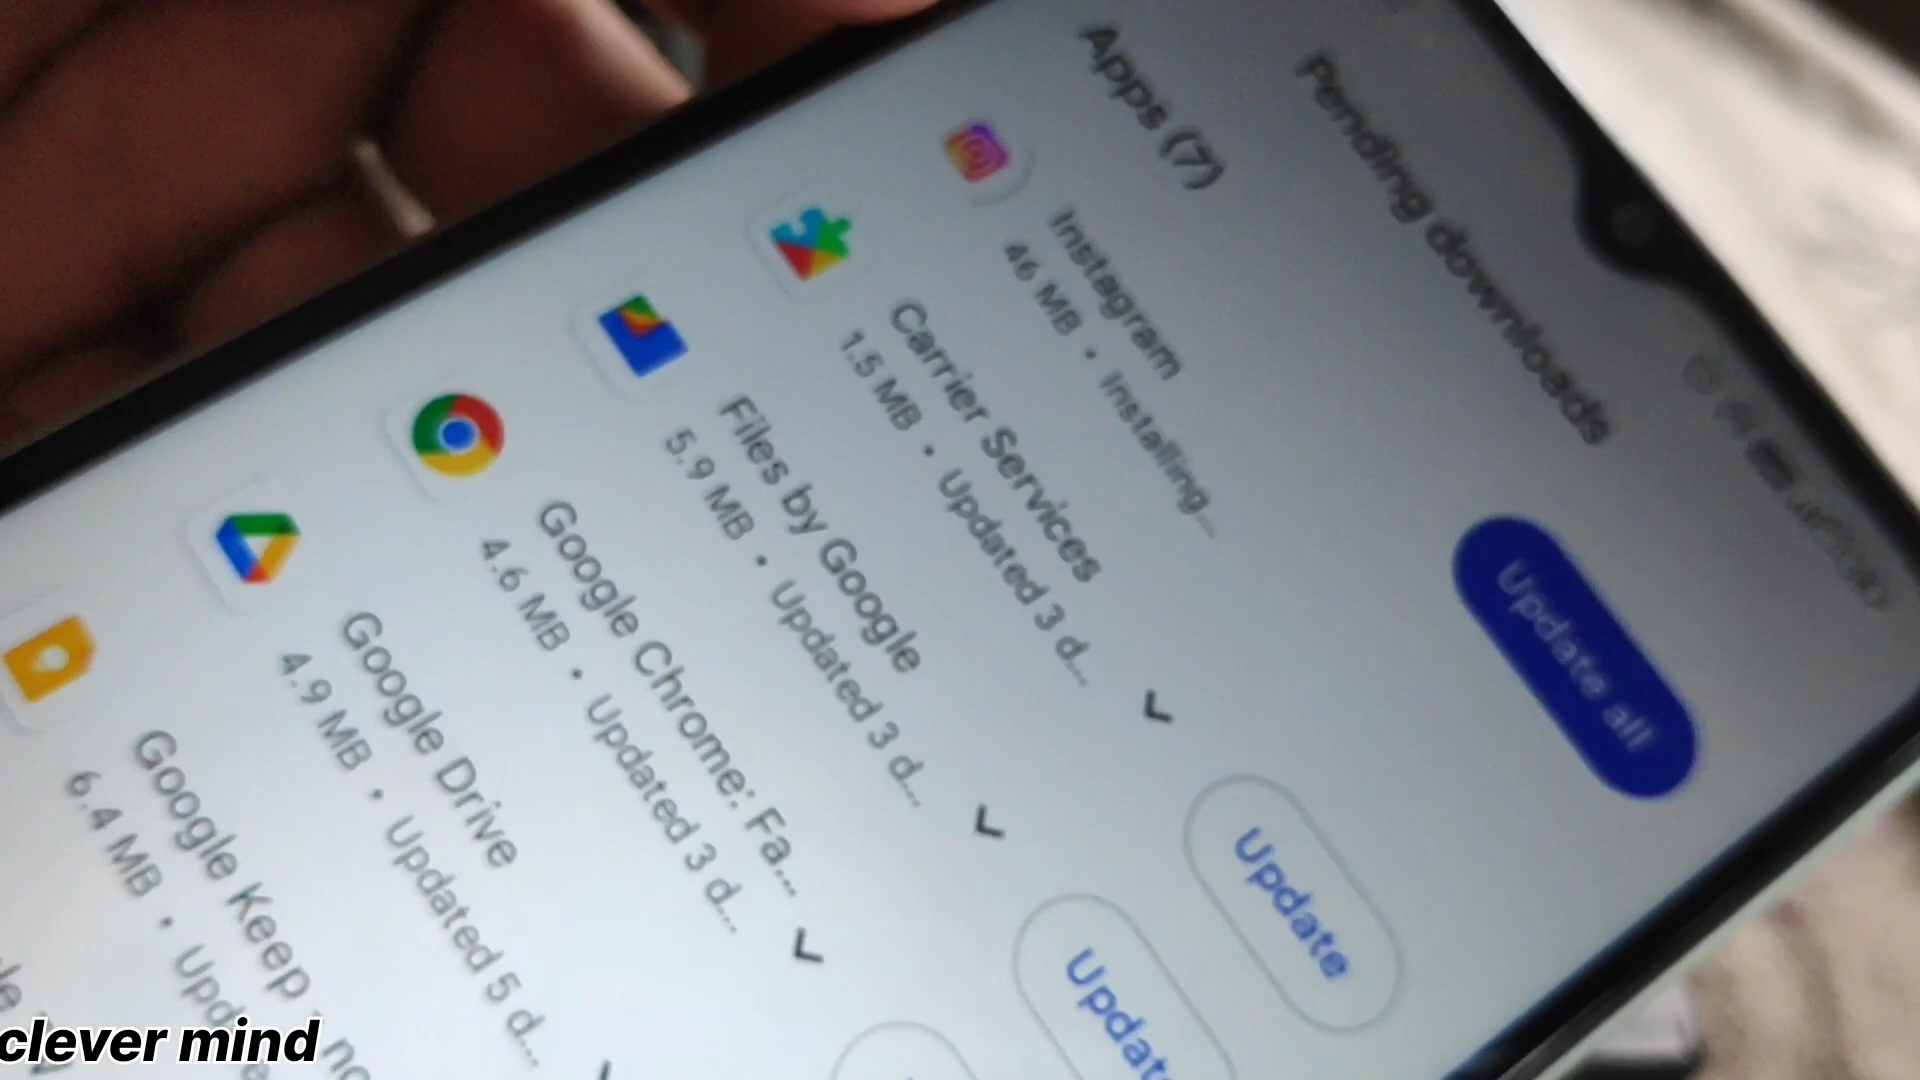 Pending downloads
Update all
Apps (7)
Instagram
46 MB • Installing...
Carrier Services
1.5 MB • Updated 3 d...
Update
Files by Google
5.9 MB • Updated 3 d...
Update
Google Chrome: Fa...
4.6 MB • Updated 3 d...
Google Drive
4.9 MB • Updated 5 d...
Google Keep - no
6.4 MB •
clever mind